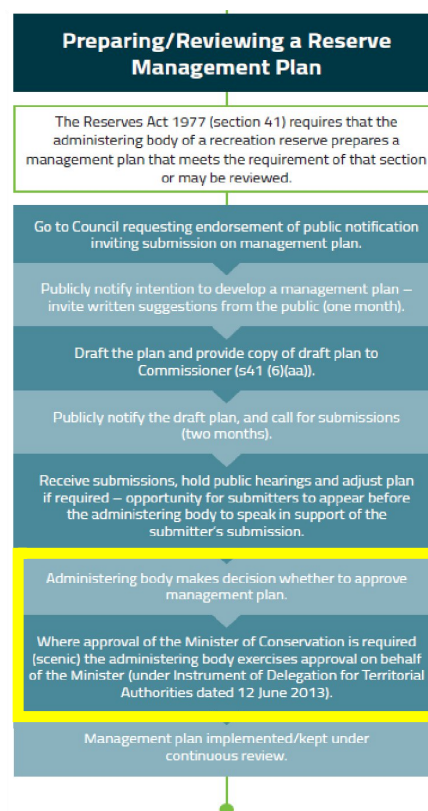 Preparing/Reviewing a Reserve
Management Plan
The Reserves Act 1977 (section 41) requires that the
administering body of a recreation reserve prepares a
management plan that meets the requirement of that section
or may be reviewed.
Go to Council requesting endorsement of public notification
inviting submission on management plan.
Publicly notify intention to develop a management plan –
invite written suggestions from the public (one month).
Draft the plan and provide copy of draft plan to
Commissioner (s41 (6)(aa)).
Publicly notify the draft plan, and call for submissions
(two months).
Receive submissions, hold public hearings and adjust plan
if required – opportunity for submitters to appear before
the administering body to speak in support of the
submitter's submission.
Administering body makes decision whether to approve
management plan.
Where approval of the Minister of Conservation is required
(scenic) the administering body exercises approval on behalf
of the Minister (under Instrument of Delegation for Territorial
Authorities dated 12 June 2013).
Management plan implemented/kept under
continuous review.